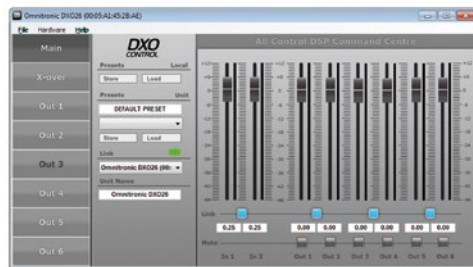 Omnitronic DXO26 (00:05:A1:45:2B:AE)
File Hardware Help
Main
X-over
Out 1
Out 2
Out 3
Out 4
Out 5
Out 6
DXO
CONTROL
Presets Local
Store Load
Presets Unit
DEFAULT PRESET
Store Load
Link
Omnitronic DXO26 (00:
Unit Name
Omnitronic DXO26
All Control DSP Command Centre
Link
0.25 0.25 0.00 0.00 0.00 0.00 0.00 0.00
Mute
In 1 In 2 Out 1 Out 2 Out 3 Out 4 Out 5 Out 6